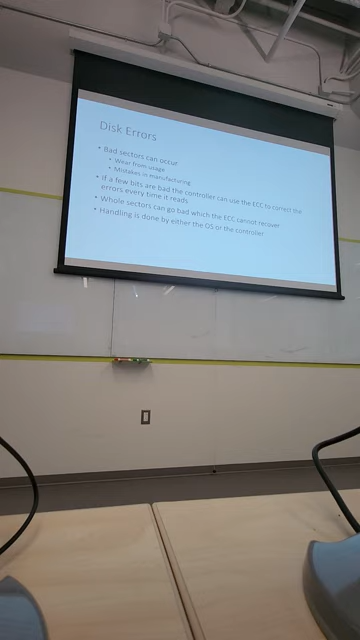 Disk Errors
• Bad sectors can occur
• Wear from usage
• Mistakes in manufacturing
• If a few bits are bad the controller can use the ECC to correct the
errors every time it reads
• Whole sectors can go bad which the ECC cannot recover
• Handling is done by either the OS or the controller